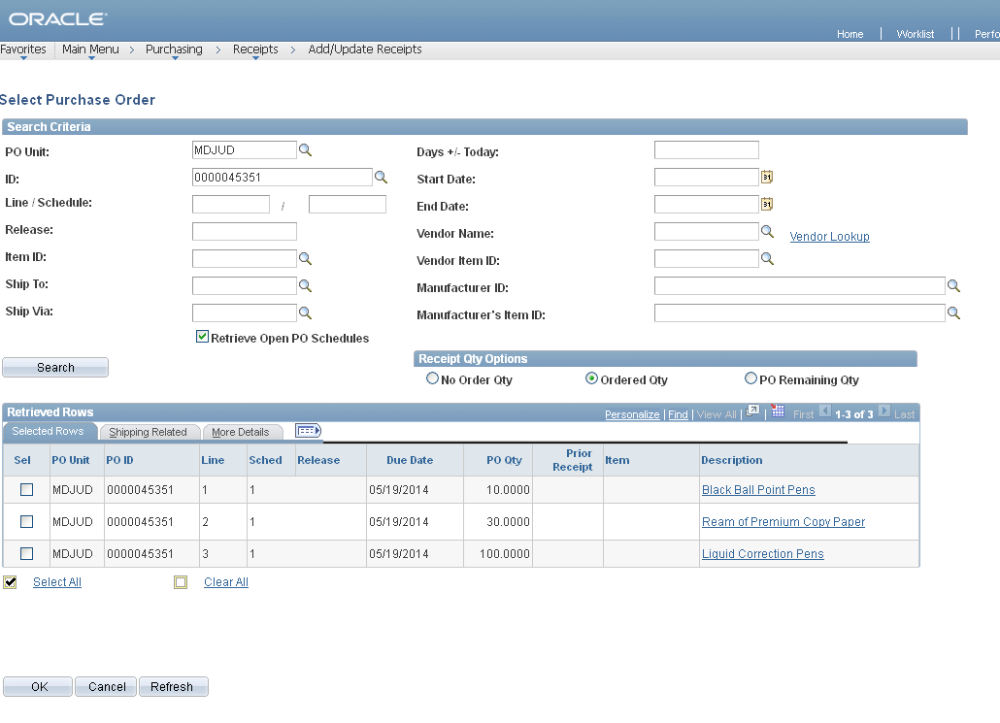 ORACLE®
Home | Worklist | | Perfo
Favorites Main Menu > Purchasing > Receipts > Add/Update Receipts
Select Purchase Order
Search Criteria
PO Unit: MDJUD Days +/- Today:
ID: 0000045351 Start Date: 31
Line / Schedule: / End Date: 31
Release: Vendor Name: Vendor Lookup
Item ID: Vendor Item ID:
Ship To: Manufacturer ID:
Ship Via: Manufacturer's Item ID:
Retrieve Open PO Schedules
Search
Receipt Qty Options
No Order Qty Ordered Qty PO Remaining Qty
Retrieved Rows Personalize | Find | View All | | First 1-3 of 3 Last
Selected Rows Shipping Related More Details
Sel PO Unit PO ID Line Sched Release Due Date PO Qty Prior Receipt Item Description
MDJUD 0000045351 1 1 05/19/2014 10.0000 Black Ball Point Pens
MDJUD 0000045351 2 1 05/19/2014 30.0000 Ream of Premium Copy Paper
MDJUD 0000045351 3 1 05/19/2014 100.0000 Liquid Correction Pens
Select All Clear All
OK Cancel Refresh